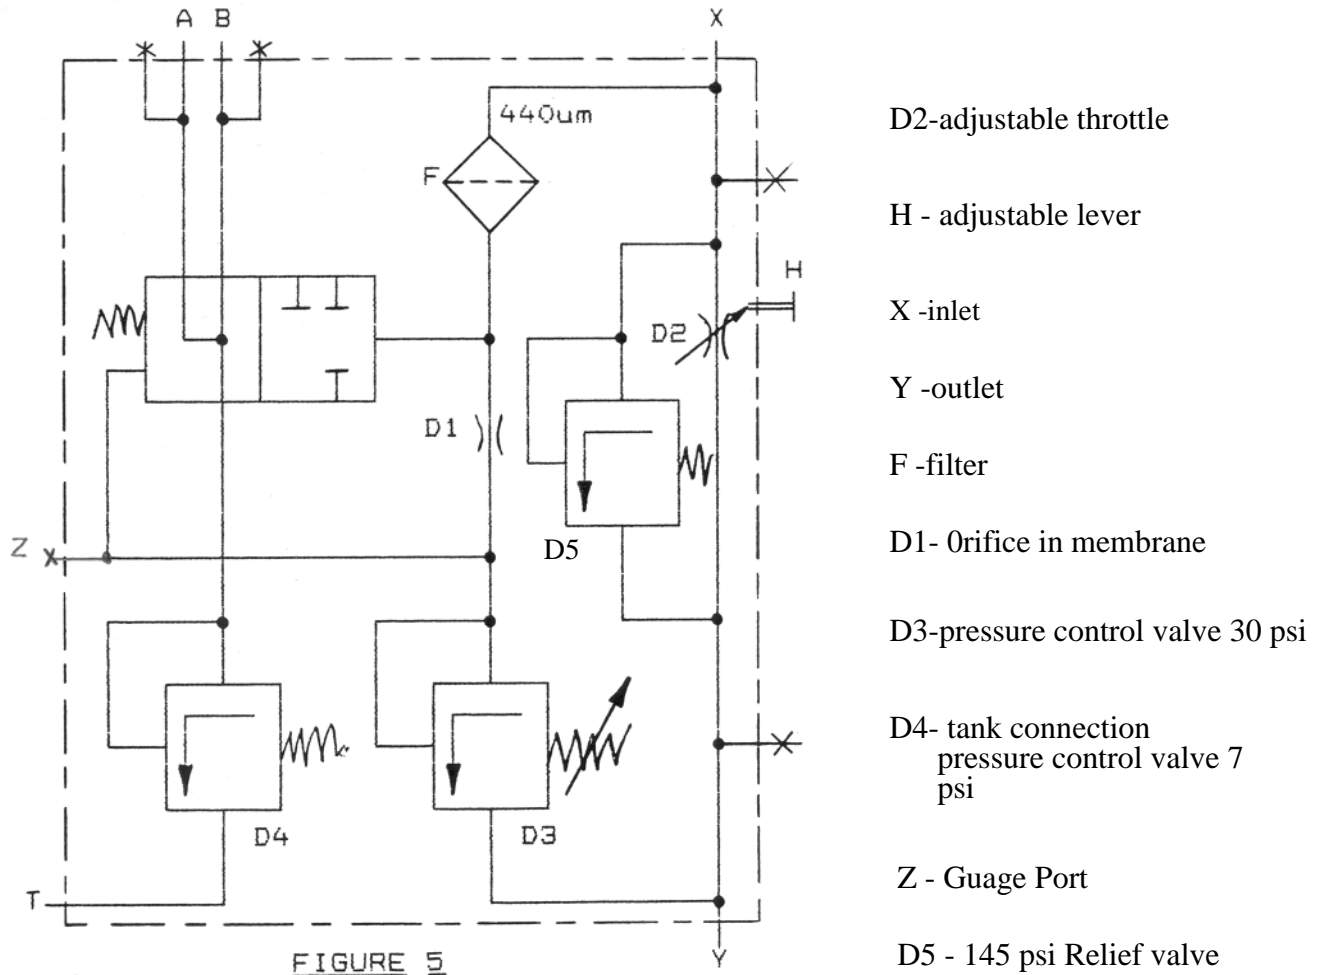 A B X
440um
D2-adjustable throttle
F
H - adjustable lever
H
D2
X -inlet
Y -outlet
D1
F -filter
Z
D5
D1- 0rifice in membrane
D3-pressure control valve 30 psi
D4- tank connection
pressure control valve 7
psi
D4
D3
T
Z - Guage Port
Y
FIGURE 5
D5 - 145 psi Relief valve